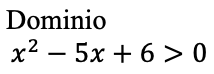 Dominio
x² − 5x + 6 > 0